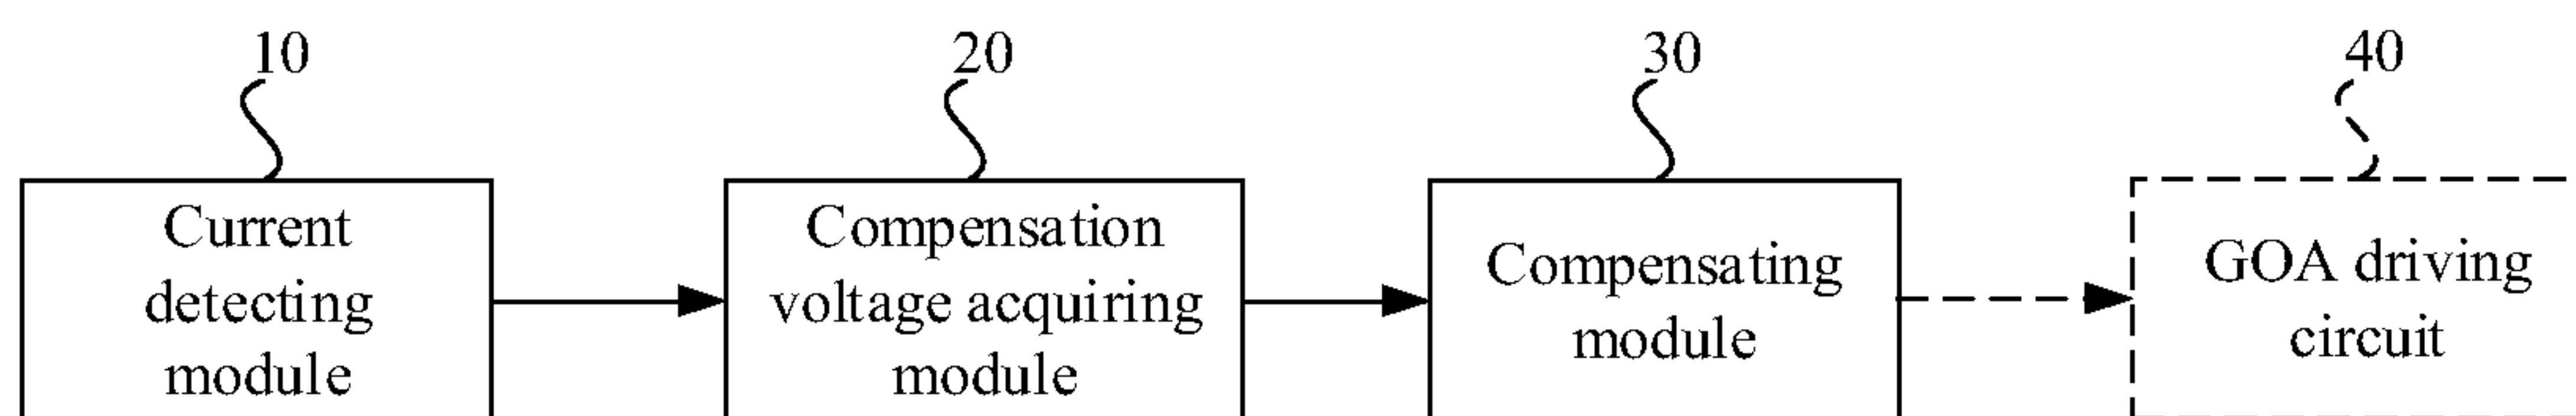 10
20
30
40
Current
detecting
module
Compensation
voltage acquiring
module
Compensating
module
GOA driving
circuit